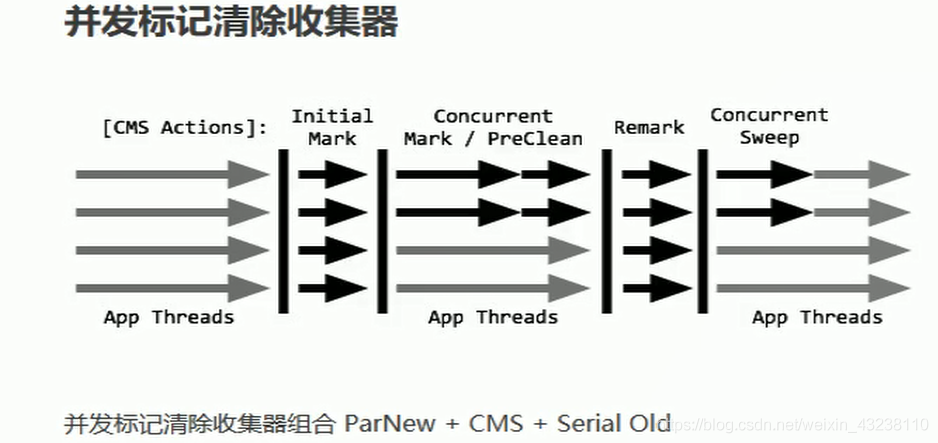 并发标记清除收集器
[CMS Actions]:
Initial
Mark
Concurrent
Mark / PreClean
Remark
Concurrent
Sweep
App Threads
App Threads
App Threads
并发标记清除收集器组合 ParNew + CMS + Serial Old
https://blog.csdn.net/weixin_43238110